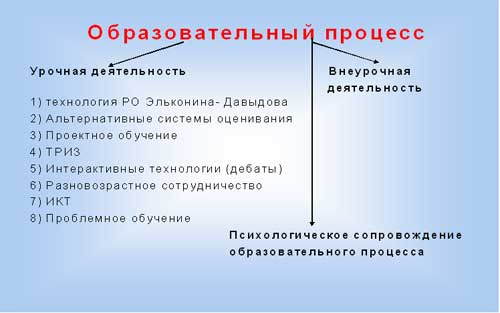 Образовательный процесс
Урочная деятельность
Внеурочная
деятельность
1) технология РО Эльконина- Давыдова
2) Альтернативные системы оценивания
3) Проектное обучение
4) ТРИЗ
5) Интерактивные технологии (дебаты)
6) Разновозрастное сотрудничество
7) ИКТ
8) Проблемное обучение
Психологическое сопровождение
образовательного процесса